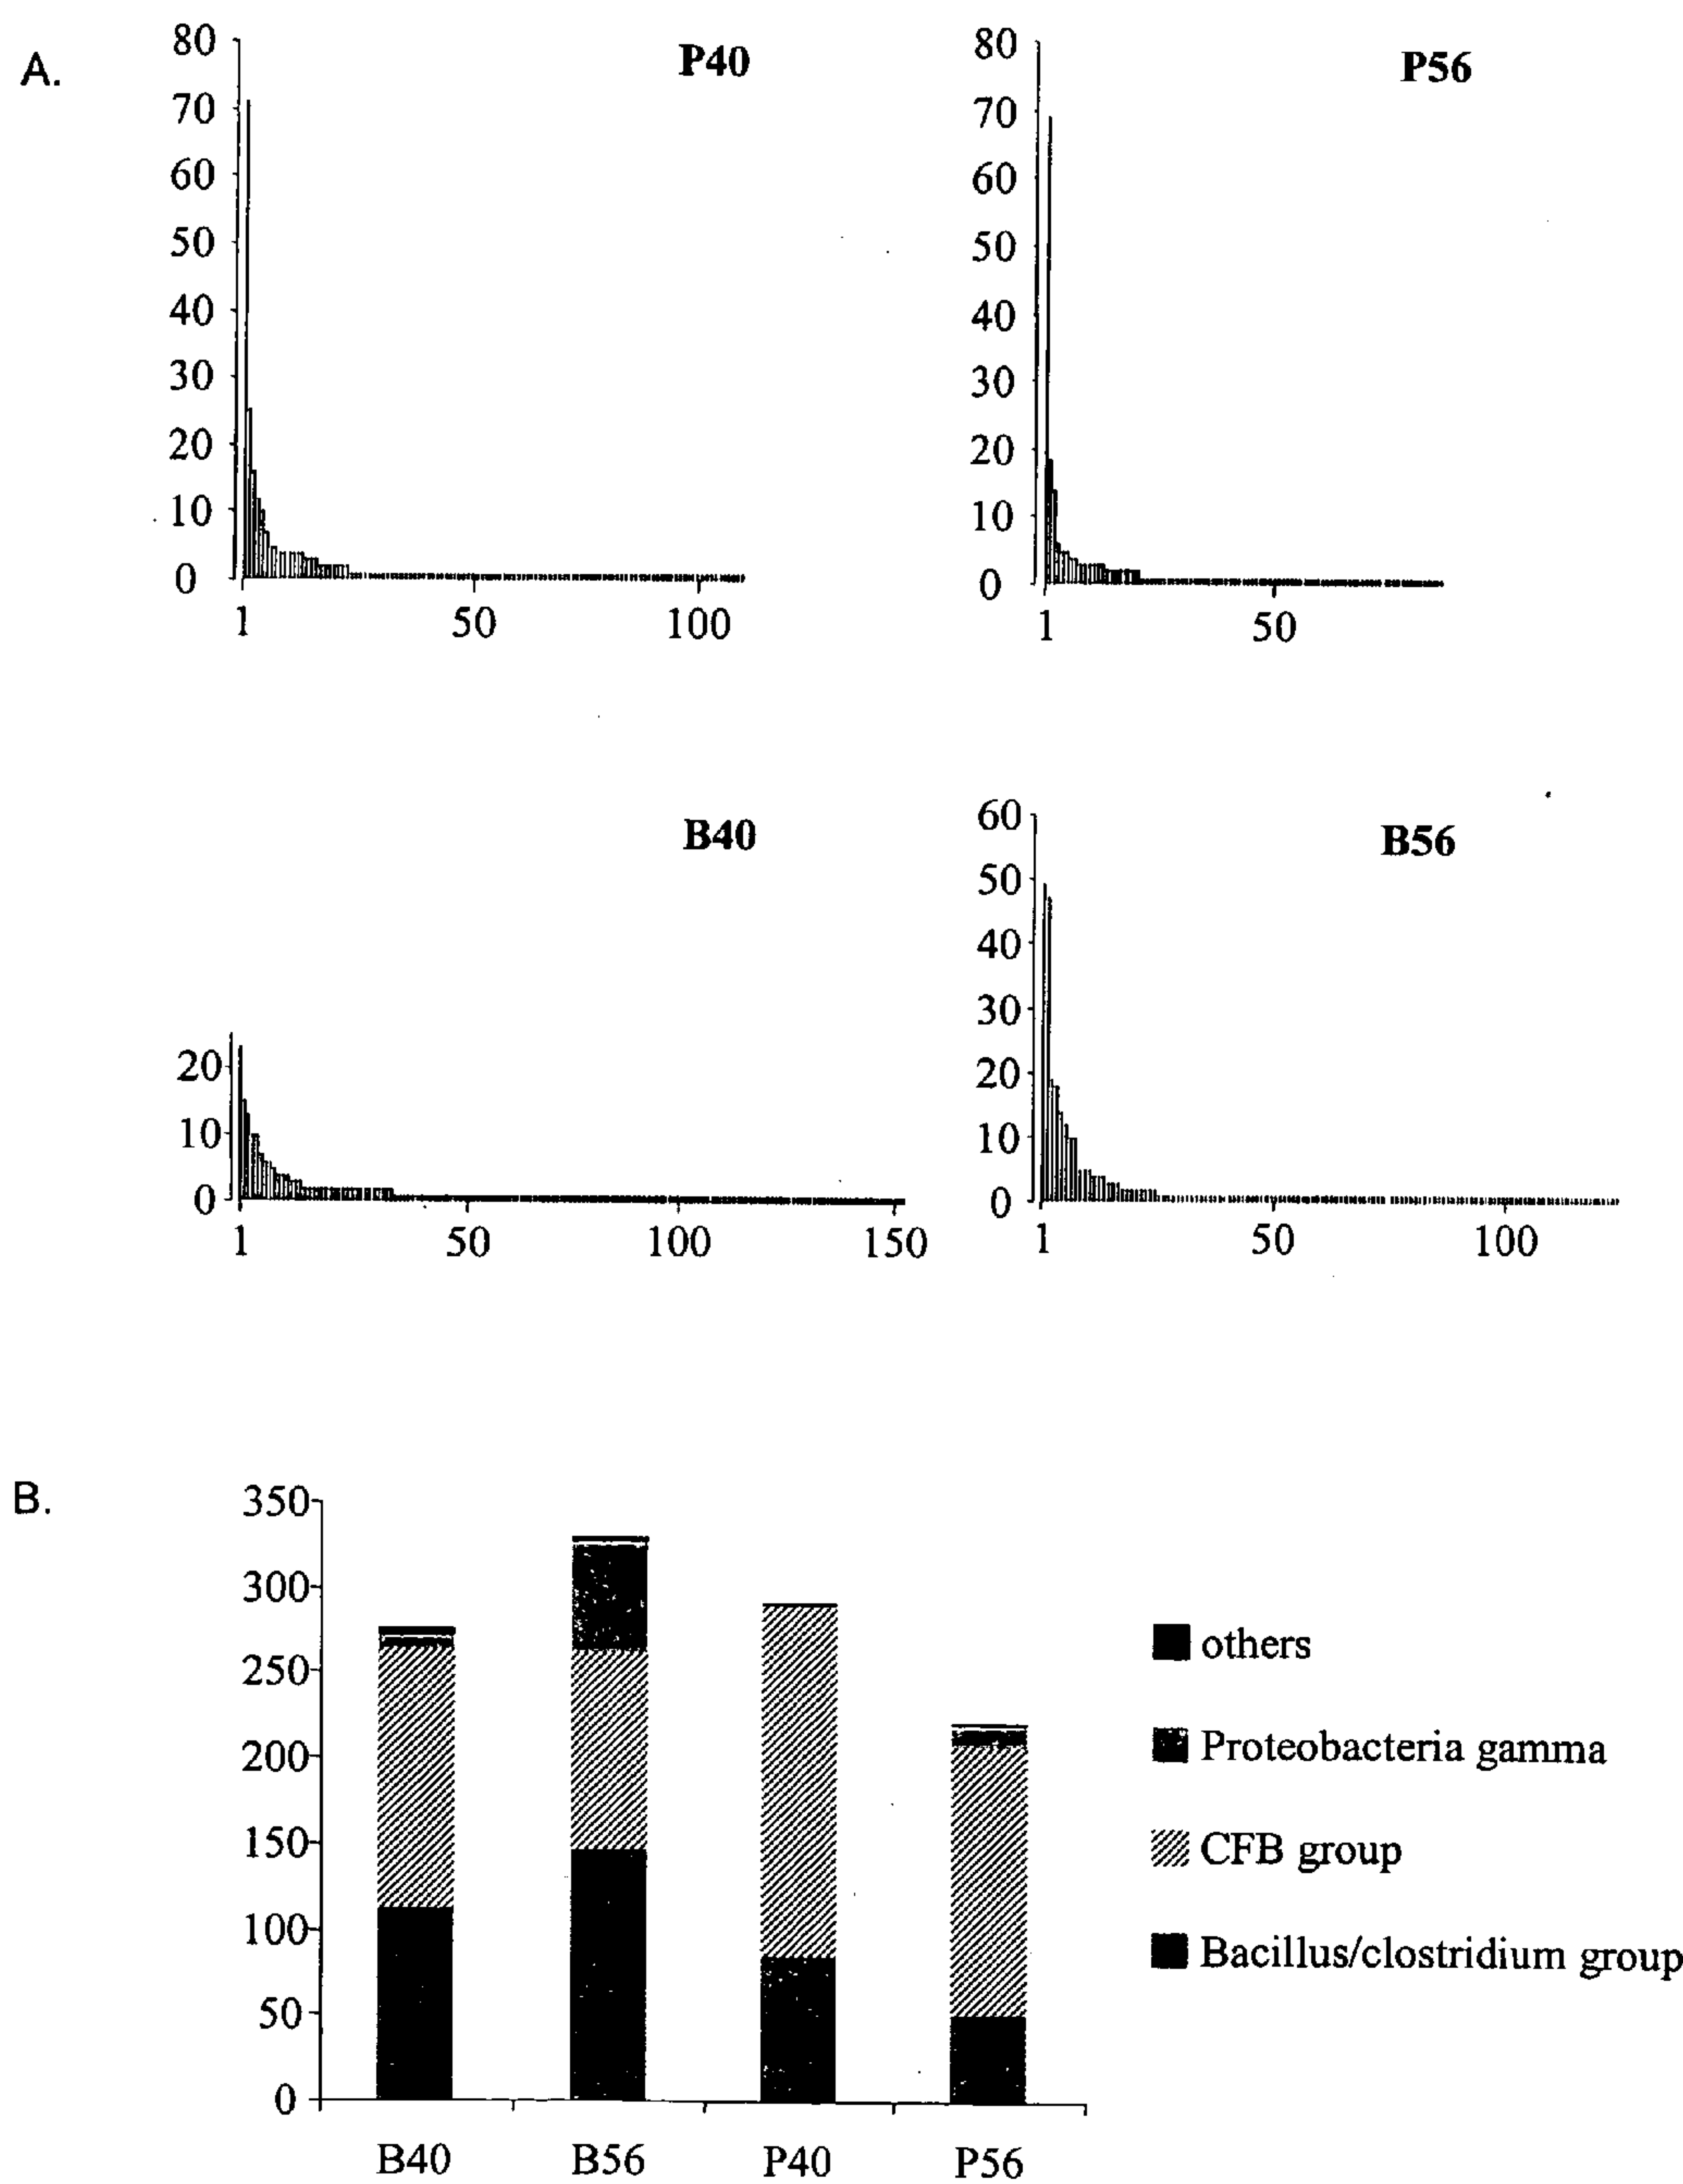 A.
P40
80
70
60
50
40
30
20
10
0
1 50 100
P56
80
70
60
50
40
30
20
10
0
1 50
B40
20
10
0
1 50 100 150
B56
60
50
40
30
20
10
0
1 50 100
B.
350
300
250
200
150
100
50
0
B40 B56 P40 P56
others
Proteobacteria gamma
CFB group
Bacillus/clostridium group